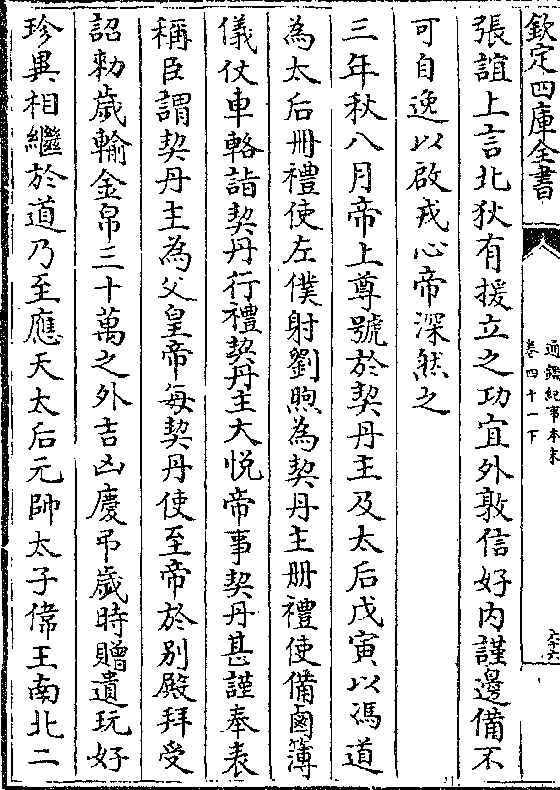 欽定四庫全書
通鑑紀事本末
卷四十一下
六十六
張誼上言北狄有援立之功宜外敦信好内謹邊備不
可自逸以啟戎心帝深然之
三年秋八月帝上尊號於契丹主及太后戊寅以馮道
為太后册禮使左僕射劉煦為契丹主册禮使備鹵簿
儀仗車輅詣契丹行禮契丹主大悦帝事契丹甚謹奉表
稱臣謂契丹主為父皇帝每契丹使至帝於别殿拜受
詔勅歲輸金帛三十萬之外吉凶慶弔歲時贈遺玩好
珍異相繼於道乃至應天太后元帥太子偉王南北二